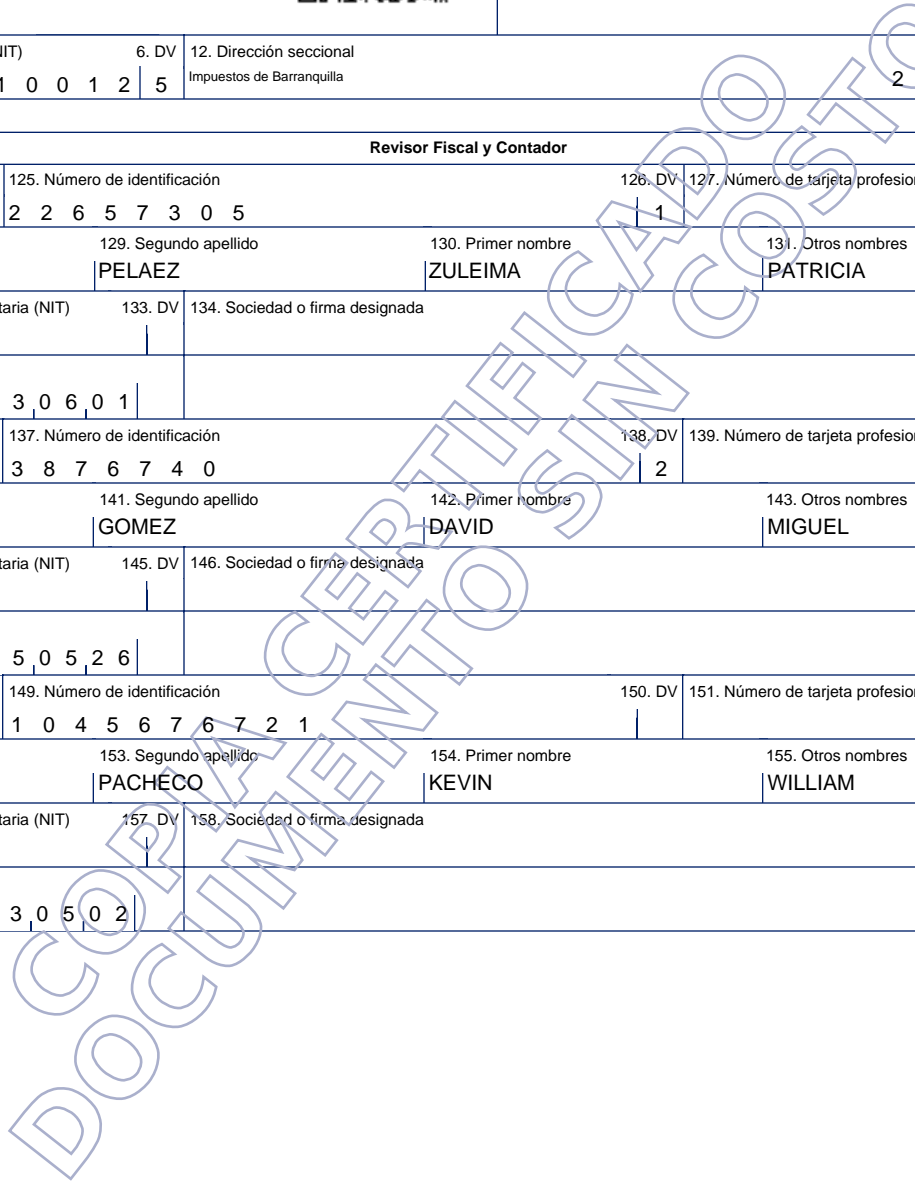 NIT) 6. DV 12. Dirección seccional
1 0 0 1 2 5 Impuestos de Barranquilla 2
Revisor Fiscal y Contador
125. Número de identificación 126. DV 127. Número de tarjeta profesion
2 2 6 5 7 3 0 5 1
129. Segundo apellido 130. Primer nombre 131. Otros nombres
PELAEZ ZULEIMA PATRICIA
taria (NIT) 133. DV 134. Sociedad o firma designada
3 0 6 0 1
137. Número de identificación 138. DV 139. Número de tarjeta profesion
3 8 7 6 7 4 0 2
141. Segundo apellido 142. Primer nombre 143. Otros nombres
GOMEZ DAVID MIGUEL
taria (NIT) 145. DV 146. Sociedad o firma designada
5 0 5 2 6
149. Número de identificación 150. DV 151. Número de tarjeta profesion
1 0 4 5 6 7 6 7 2 1
153. Segundo apellido 154. Primer nombre 155. Otros nombres
PACHECO KEVIN WILLIAM
taria (NIT) 157. DV 158. Sociedad o firma designada
3 0 5 0 2
COPIA CERTIFICADO
DOCUMENTO SIN COSTO